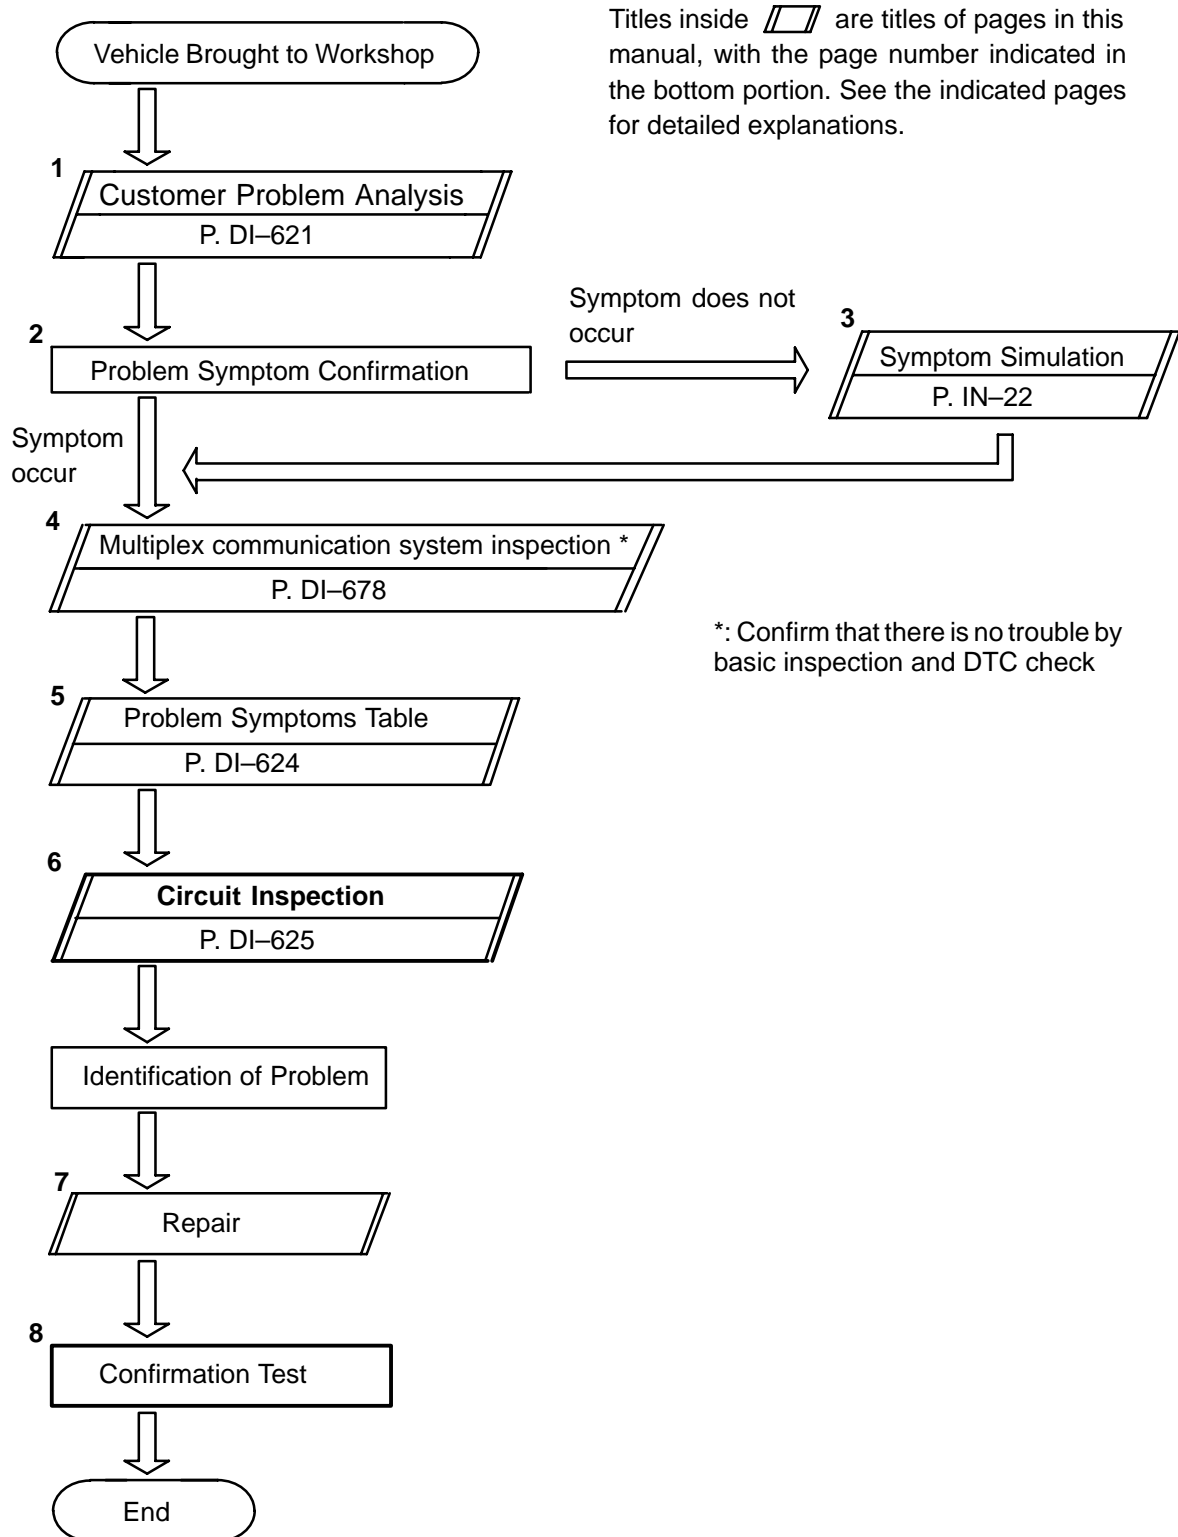 Vehicle Brought to Workshop
Titles inside are titles of pages in this
manual, with the page number indicated in
the bottom portion. See the indicated pages
for detailed explanations.
1
Customer Problem Analysis
P. DI–621
2
Problem Symptom Confirmation
Symptom does not
occur
3
Symptom Simulation
P. IN–22
Symptom
occur
4
Multiplex communication system inspection *
P. DI–678
*: Confirm that there is no trouble by
basic inspection and DTC check
5
Problem Symptoms Table
P. DI–624
6
Circuit Inspection
P. DI–625
Identification of Problem
7
Repair
8
Confirmation Test
End